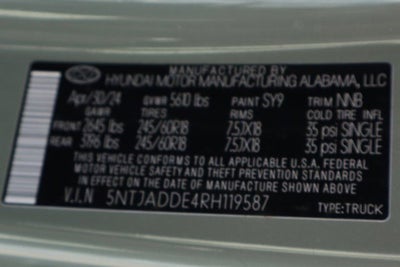 MANUFACTURED BY
HYUNDAI MOTOR MANUFACTURING ALABAMA, LLC
Apr/30/24 GVWR 5610 lbs PAINT SY9 TRIM NNB
GAWR TIRES RIMS COLD TIRE INFL
FRONT 2645 lbs 245/60R18 7.5JX18 35 psi SINGLE
REAR 3196 lbs 245/60R18 7.5JX18 35 psi SINGLE
THIS VEHICLE CONFORMS TO ALL APPLICABLE U.S.A. FEDERAL
MOTOR VEHICLE SAFETY AND THEFT PREVENTION STANDARDS
IN EFFECT ON THE DATE OF MANUFACTURE SHOWN ABOVE.
V.I.N 5NTJADDE4RH119587 TYPE:TRUCK